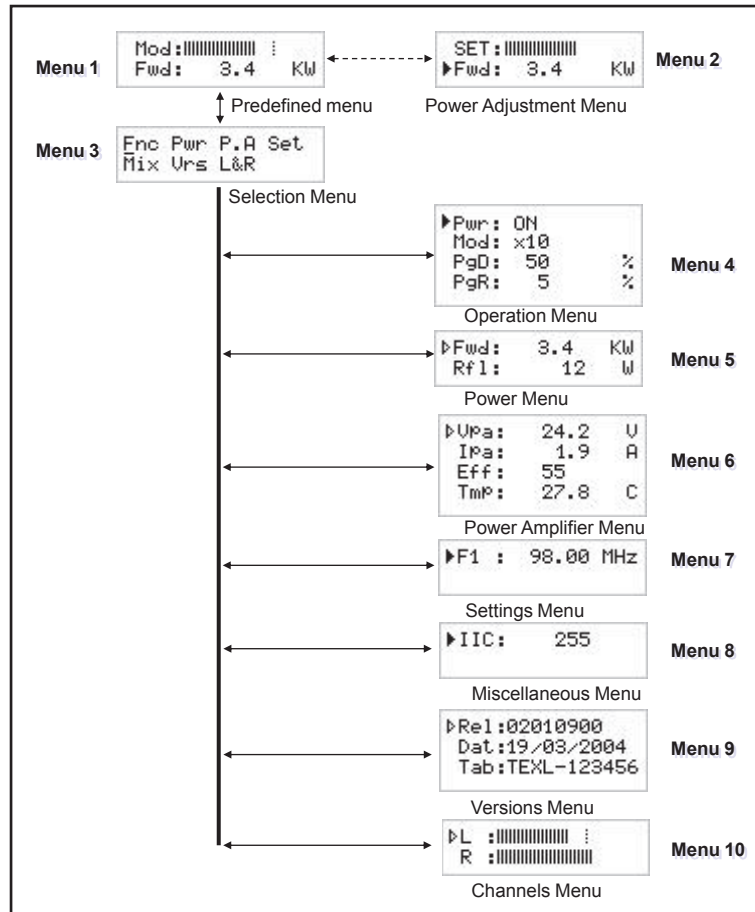 Menu 1
Mod:
Fwd: 3.4 KW
SET:
Fwd: 3.4 KW
Menu 2
Predefined menu
Power Adjustment Menu
Menu 3
Fnc Pwr P.A Set
Mix Vrs L&R
Selection Menu
Pwr: ON
Mod: x10
PgD: 50 %
PgR: 5 %
Menu 4
Operation Menu
Fwd: 3.4 KW
Rfl: 12 W
Menu 5
Power Menu
Vpa: 24.2 V
Ipa: 1.9 A
Eff: 55
Tmp: 27.8 C
Menu 6
Power Amplifier Menu
F1 : 98.00 MHz
Menu 7
Settings Menu
IIC: 255
Menu 8
Miscellaneous Menu
Rel:02010900
Dat:19/03/2004
Tab:TEXL-123456
Menu 9
Versions Menu
L :
R :
Menu 10
Channels Menu